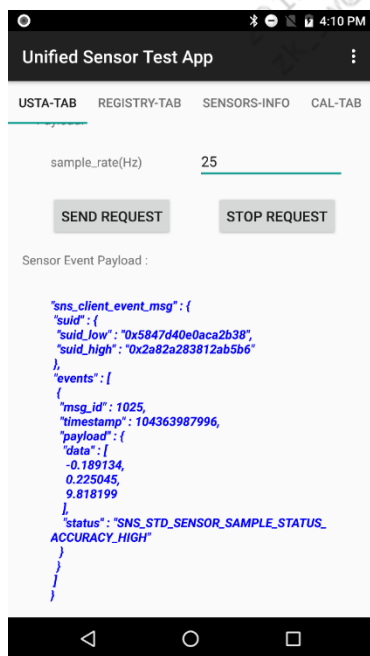 4:10 PM
Unified Sensor Test App
USTA-TAB REGISTRY-TAB SENSORS-INFO CAL-TAB
sample_rate(Hz) 25
SEND REQUEST STOP REQUEST
Sensor Event Payload :
"sns_client_event_msg" : {
"suid" : {
"suid_low" : "0x5847d40e0aca2b38",
"suid_high" : "0x2a82a283812ab5b6"
},
"events" : [
{
"msg_id" : 1025,
"timestamp" : 104363987996,
"payload" : {
"data" : [
-0.189134,
0.225045,
9.818199
],
"status" : "SNS_STD_SENSOR_SAMPLE_STATUS_
ACCURACY_HIGH"
}
}
]
}